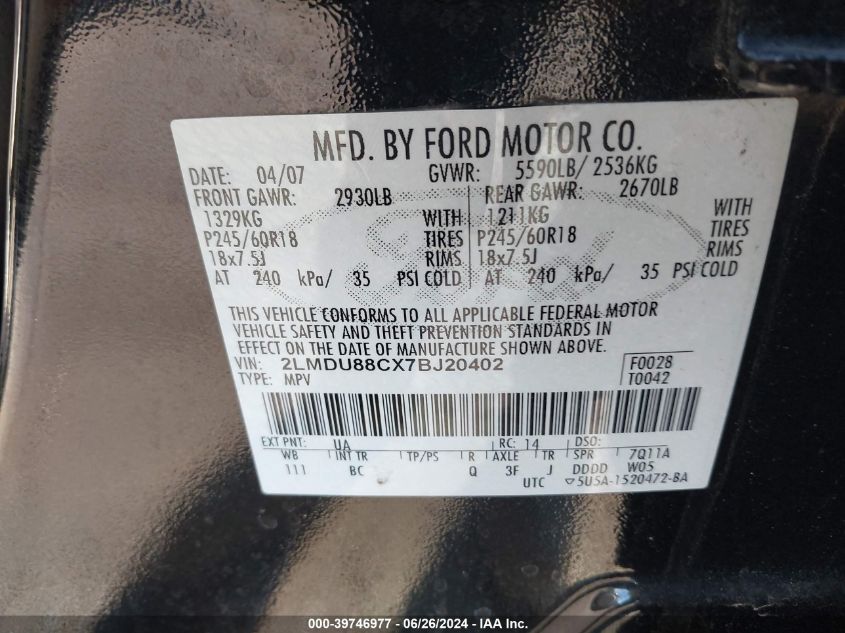 MFD. BY FORD MOTOR CO.
DATE: 04/07 GVWR: 5590LB/ 2536KG
FRONT GAWR: 2930LB REAR GAWR: 2670LB
1329KG WITH 1211KG WITH
P245/60R18 TIRES P245/60R18 TIRES
18x7.5J RIMS 18x7.5J RIMS
AT 240 kPa/ 35 PSI COLD AT 240 kPa/ 35 PSI COLD
THIS VEHICLE CONFORMS TO ALL APPLICABLE FEDERAL MOTOR
VEHICLE SAFETY AND THEFT PREVENTION STANDARDS IN
EFFECT ON THE DATE OF MANUFACTURE SHOWN ABOVE.
VIN: 2LMDU88CX7BJ20402 F0028
TYPE: MPV T0042
EXT PNT: UA RC: 14 DSO:
WB INT TR TP/PS R AXLE TR SPR 7Q11A
111 BC Q 3F J DDDD W05
UTC ▽5U5A-1520472-BA
000-39746977 - 06/26/2024 - IAA Inc.